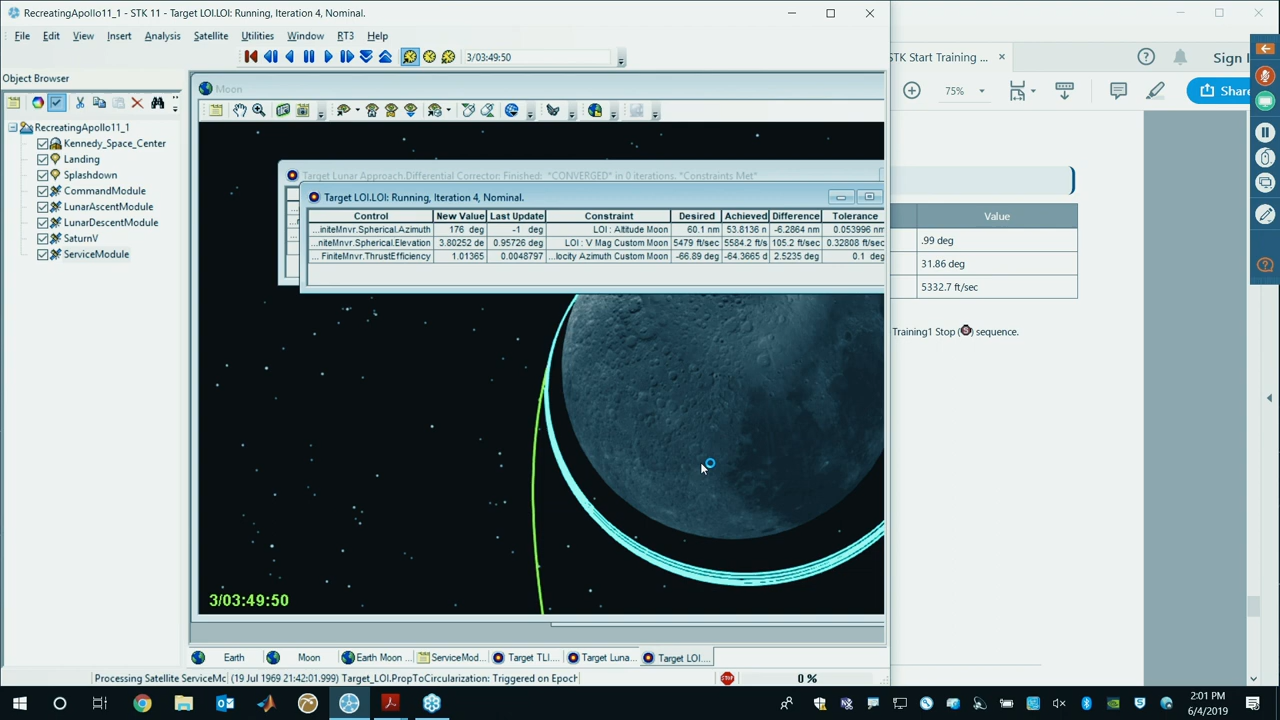 RecreatingApollo11_1 - STK 11 - Target LOI.LOI: Running, Iteration 4, Nominal.
File Edit View Insert Analysis Satellite Utilities Window RT3 Help
3/03:49:50
STK Start Training ...
Sign I
75%
Share
Object Browser
Moon
RecreatingApollo11_1
Kennedy_Space_Center
Landing
Splashdown
CommandModule
LunarAscentModule
LunarDescentModule
SaturnV
ServiceModule
Target Lunar Approach.Differential Corrector: Finished: "CONVERGED" in 0 iterations. "Constraints Met"
Target LOI.LOI: Running, Iteration 4, Nominal.
Control New Value Last Update Constraint Desired Achieved Difference Tolerance
...initeMnvr.Spherical.Azimuth 176 deg -1 deg LOI : Altitude Moon 60.1 nm 53.8136 n -6.2864 nm 0.053996 nm
...niteMnvr.Spherical.Elevation 3.80252 de 0.95726 deg LOI : V Mag Custom Moon 5479 ft/sec 5584.2 ft/s 105.2 ft/sec 0.32808 ft/sec
... FiniteMnvr.ThrustEfficiency 1.01365 0.0048797 ...locity Azimuth Custom Moon -66.89 deg -64.3665 d 2.5235 deg 0.1 deg
Value
.99 deg
31.86 deg
5332.7 ft/sec
Training1 Stop ( ) sequence.
3/03:49:50
Earth Moon Earth Moon ... ServiceMod... Target TLI.... Target Luna... Target LOI....
Processing Satellite ServiceMc (19 Jul 1969 21:42:01.999) Target_LOI.PropToCircularization: Triggered on Epoch
STOP
0 %
2:01 PM
6/4/2019